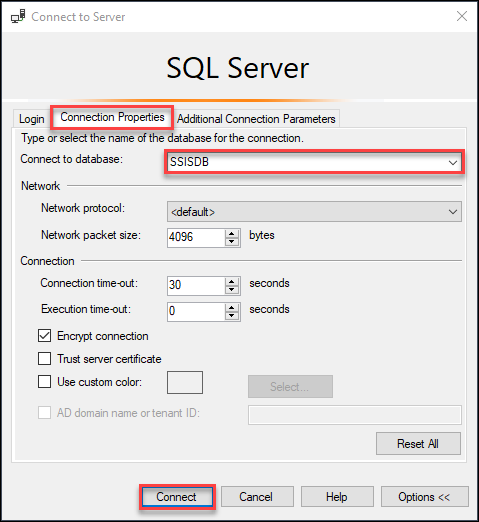 Connect to Server
SQL Server
Login Connection Properties Additional Connection Parameters
Type or select the name of the database for the connection.
Connect to database: SSISDB
Network
Network protocol: <default>
Network packet size: 4096 bytes
Connection
Connection time-out: 30 seconds
Execution time-out: 0 seconds
Encrypt connection
Trust server certificate
Use custom color: Select...
AD domain name or tenant ID:
Reset All
Connect Cancel Help Options <<